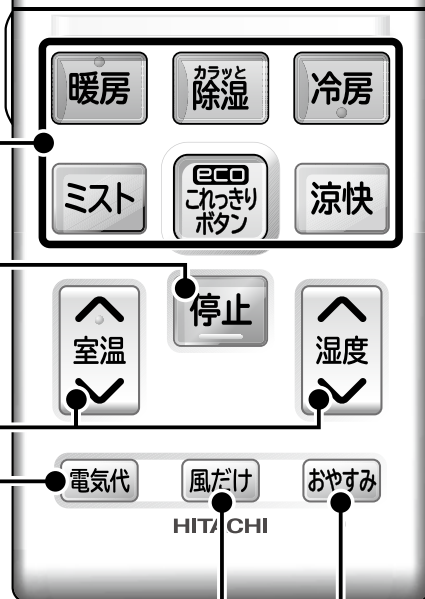 暖房
カラッと
除湿
冷房
ミスト
eco
これっきり
ボタン
涼快
停止
室温
湿度
電気代
風だけ
おやすみ
HITACHI